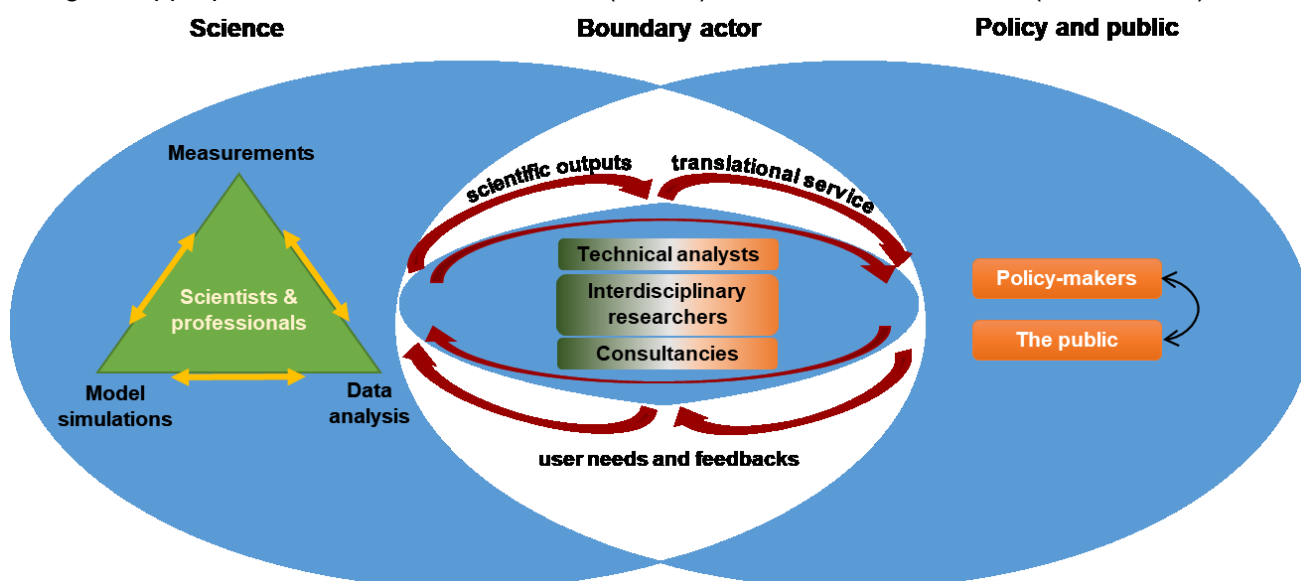 Science
Boundary actor
Policy and public
Measurements
Scientists &
professionals
Model
simulations
Data
analysis
scientific outputs
translational service
Technical analysts
Interdisciplinary
researchers
Consultancies
user needs and feedbacks
Policy-makers
The public